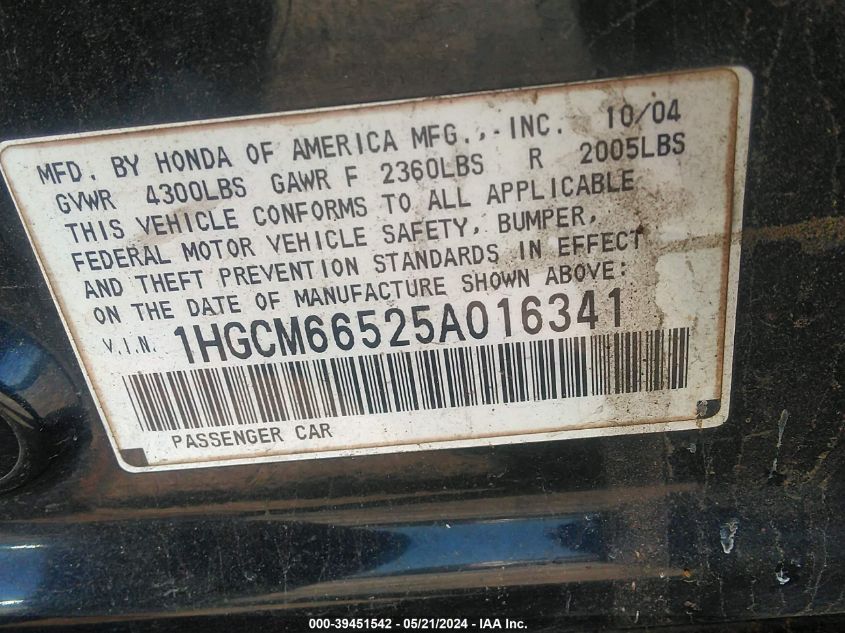 MFD. BY HONDA OF AMERICA MFG., INC. 10/04
GVWR 4300LBS GAWR F 2360LBS R 2005LBS
THIS VEHICLE CONFORMS TO ALL APPLICABLE
FEDERAL MOTOR VEHICLE SAFETY, BUMPER,
AND THEFT PREVENTION STANDARDS IN EFFECT
ON THE DATE OF MANUFACTURE SHOWN ABOVE:
V.I.N. 1HGCM66525A016341
PASSENGER CAR
000-39451542 - 05/21/2024 - IAA Inc.